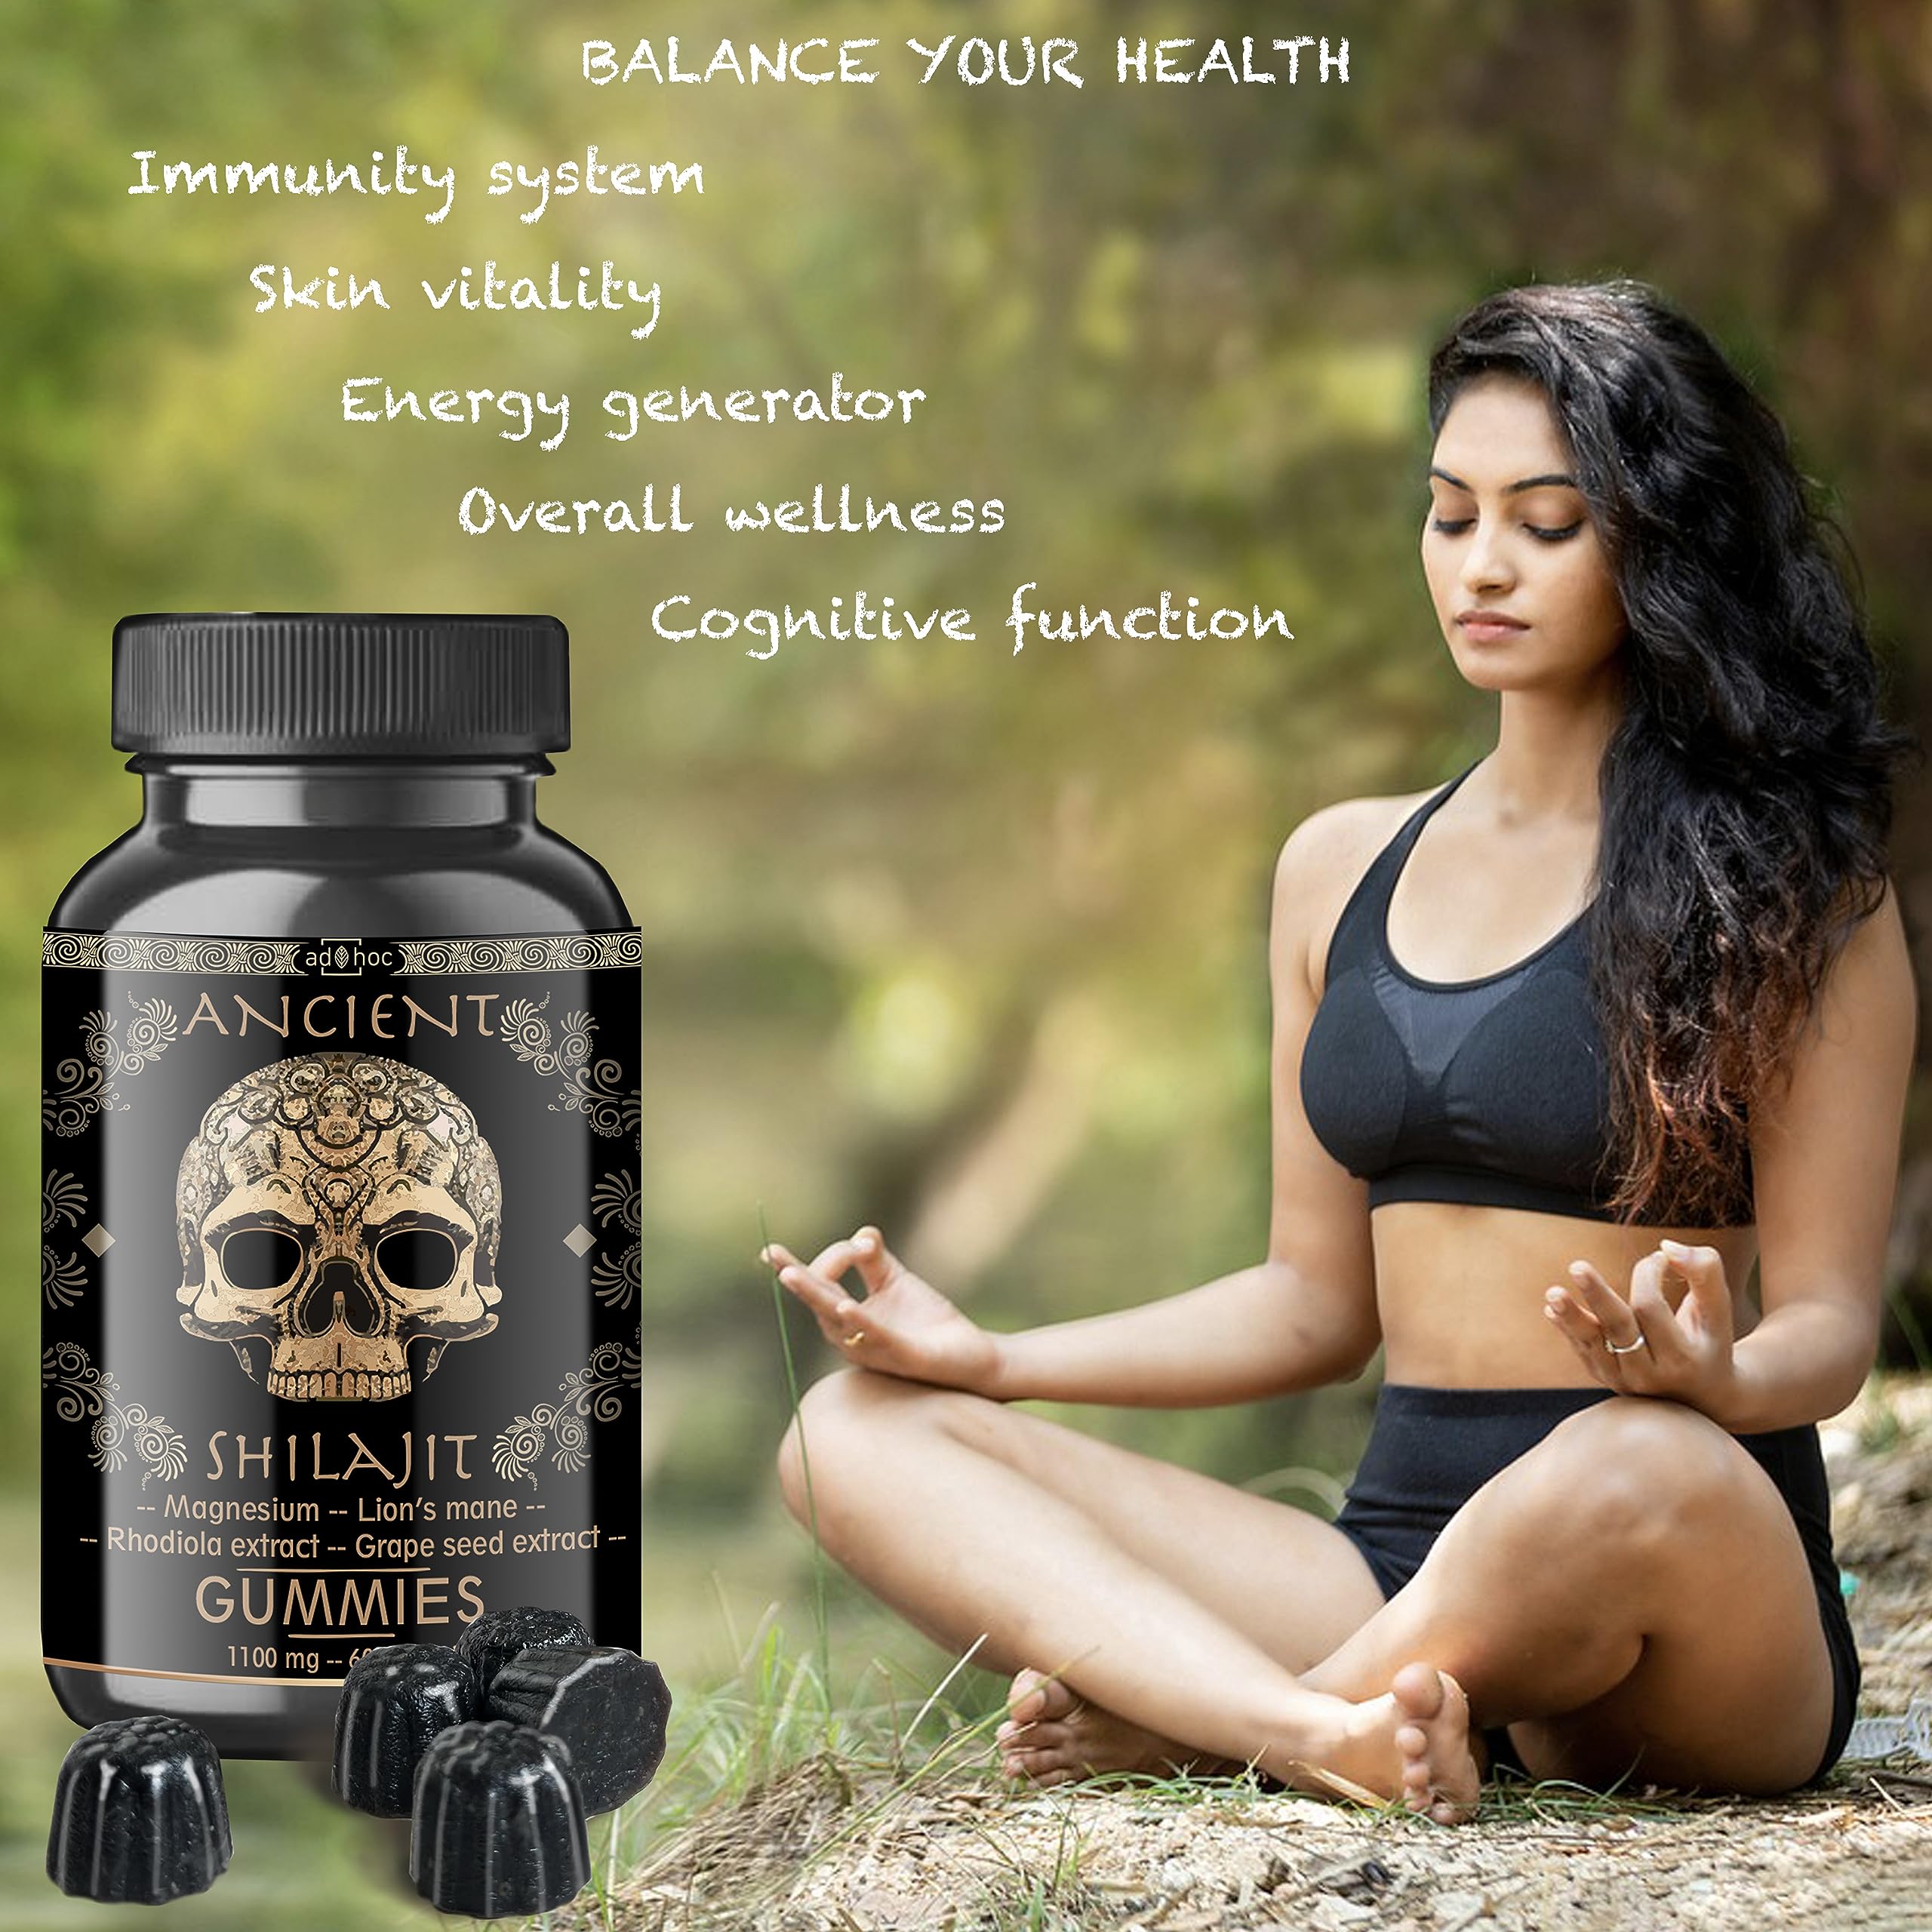 BALANCE YOUR HEALTH
Immunity system
Skin vitality
Energy generator
Overall wellness
Cognitive function
ad hoc
ANCIENT
SHILAJIT
-- Magnesium -- Lion's mane --
-- Rhodiola extract -- Grape seed extract --
GUMMIES
1100 mg --